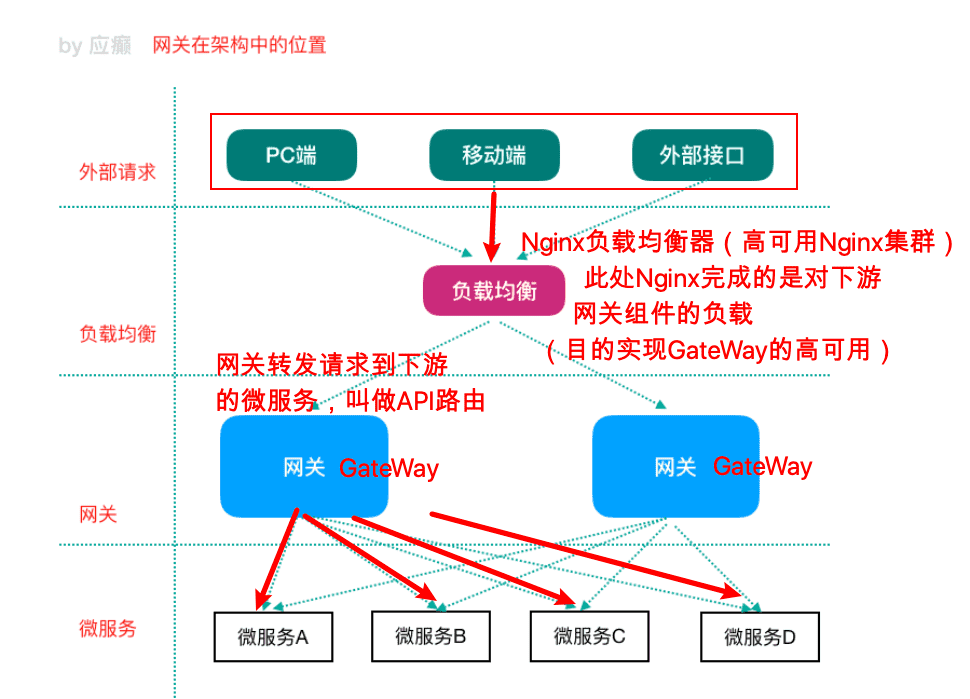 by 应癫 网关在架构中的位置
PC端 移动端 外部接口
外部请求
Nginx负载均衡器（高可用Nginx集群）
此处Nginx完成的是对下游
网关组件的负载
（目的实现GateWay的高可用）
负载均衡
负载均衡
网关转发请求到下游
的微服务，叫做API路由
网关 GateWay
网关 GateWay
网关
微服务A 微服务B 微服务C 微服务D
微服务